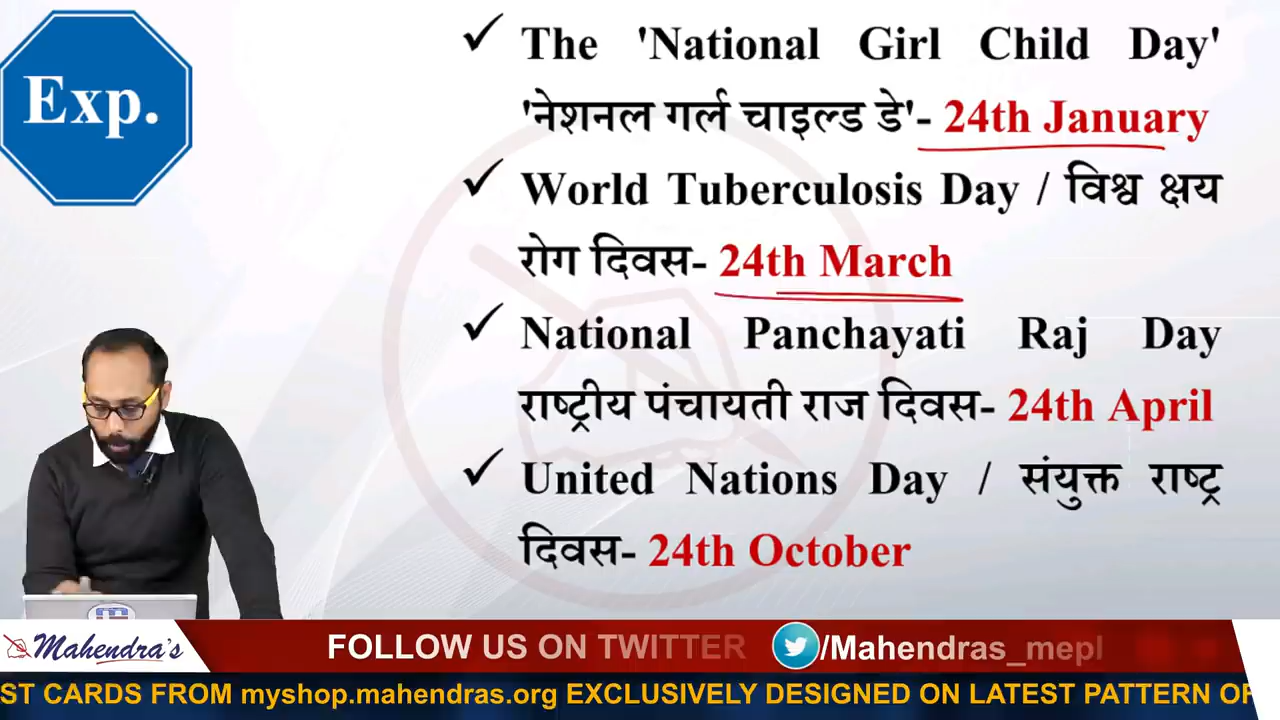 Exp.
The 'National Girl Child Day'
'नेशनल गर्ल चाइल्ड डे'- 24th January
World Tuberculosis Day / विश्व क्षय
रोग दिवस- 24th March
National Panchayati Raj Day
राष्ट्रीय पंचायती राज दिवस- 24th April
United Nations Day / संयुक्त राष्ट्र
दिवस- 24th October
Mahendra's
FOLLOW US ON TWITTER /Mahendras_mepl
ST CARDS FROM myshop.mahendras.org EXCLUSIVELY DESIGNED ON LATEST PATTERN OF